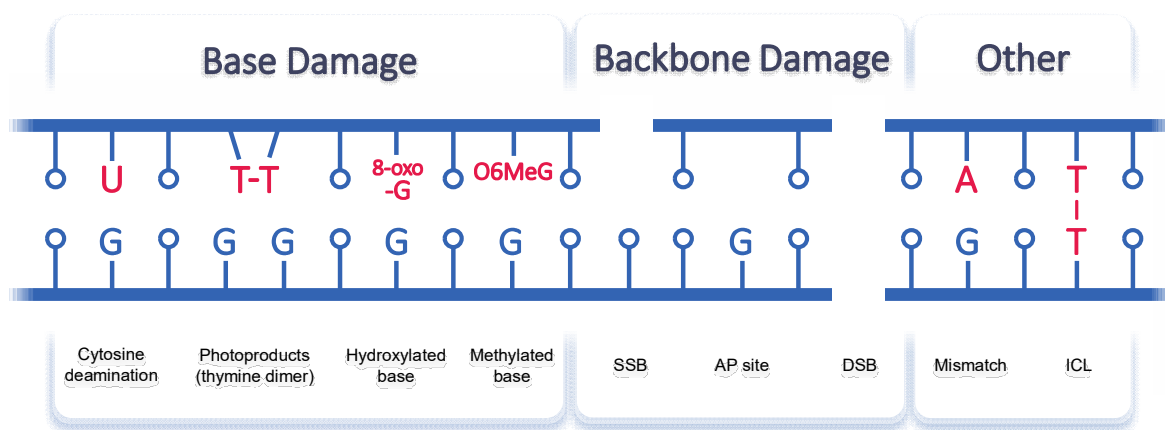 Base Damage
Backbone Damage
Other
U
T-T
8-oxo
-G
O6MeG
A
T
G
G
G
G
G
G
G
T
Cytosine
deamination
Photoproducts
(thymine dimer)
Hydroxylated
base
Methylated
base
SSB
AP site
DSB
Mismatch
ICL